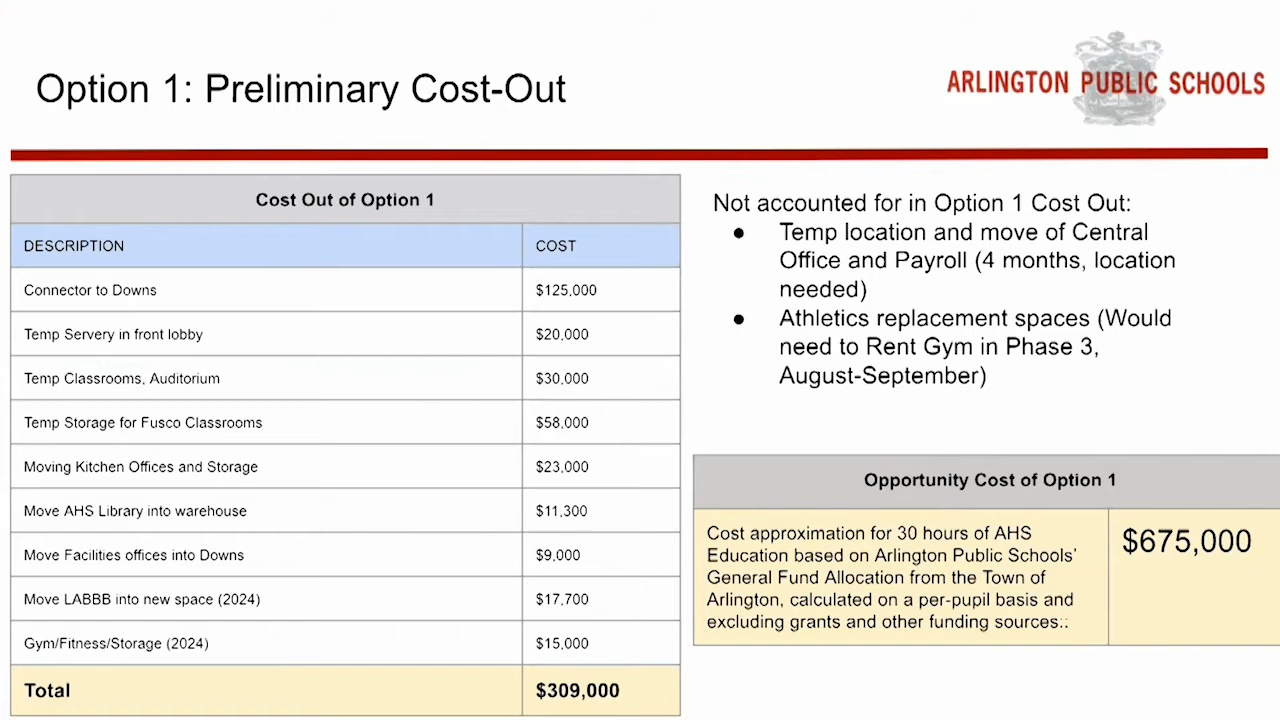 Option 1: Preliminary Cost-Out
ARLINGTON PUBLIC SCHOOLS
Cost Out of Option 1
DESCRIPTION COST
Connector to Downs $125,000
Temp Servery in front lobby $20,000
Temp Classrooms, Auditorium $30,000
Temp Storage for Fusco Classrooms $58,000
Moving Kitchen Offices and Storage $23,000
Move AHS Library into warehouse $11,300
Move Facilities offices into Downs $9,000
Move LABBB into new space (2024) $17,700
Gym/Fitness/Storage (2024) $15,000
Total $309,000
Not accounted for in Option 1 Cost Out:
● Temp location and move of Central
Office and Payroll (4 months, location
needed)
● Athletics replacement spaces (Would
need to Rent Gym in Phase 3,
August-September)
Opportunity Cost of Option 1
Cost approximation for 30 hours of AHS
Education based on Arlington Public Schools'
General Fund Allocation from the Town of
Arlington, calculated on a per-pupil basis and
excluding grants and other funding sources::
$675,000